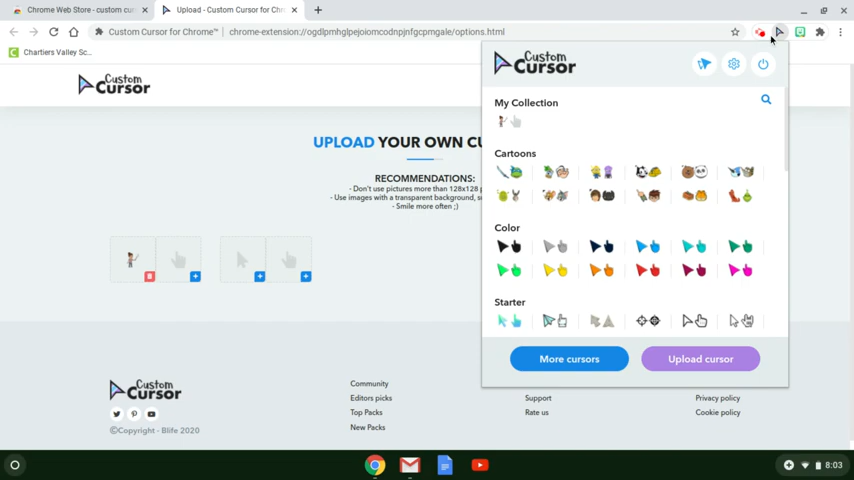 Chrome Web Store - custom cur
Upload - Custom Cursor for Chro
Custom Cursor for Chrome™
chrome-extension://ogdlpmhglpejoiomcodnpjnfgcpmgale/options.html
Chartiers Valley Sc...
Custom
Cursor
Custom
Cursor
My Collection
UPLOAD YOUR OWN CU
Cartoons
RECOMMENDATIONS:
- Don't use pictures more than 128x128 p
- Use images with a transparent background, s
- Smile more often ;)
Color
Starter
More cursors
Upload cursor
Custom
Cursor
©Copyright - Blife 2020
Community
Editors picks
Top Packs
New Packs
Support
Rate us
Privacy policy
Cookie policy
8:03